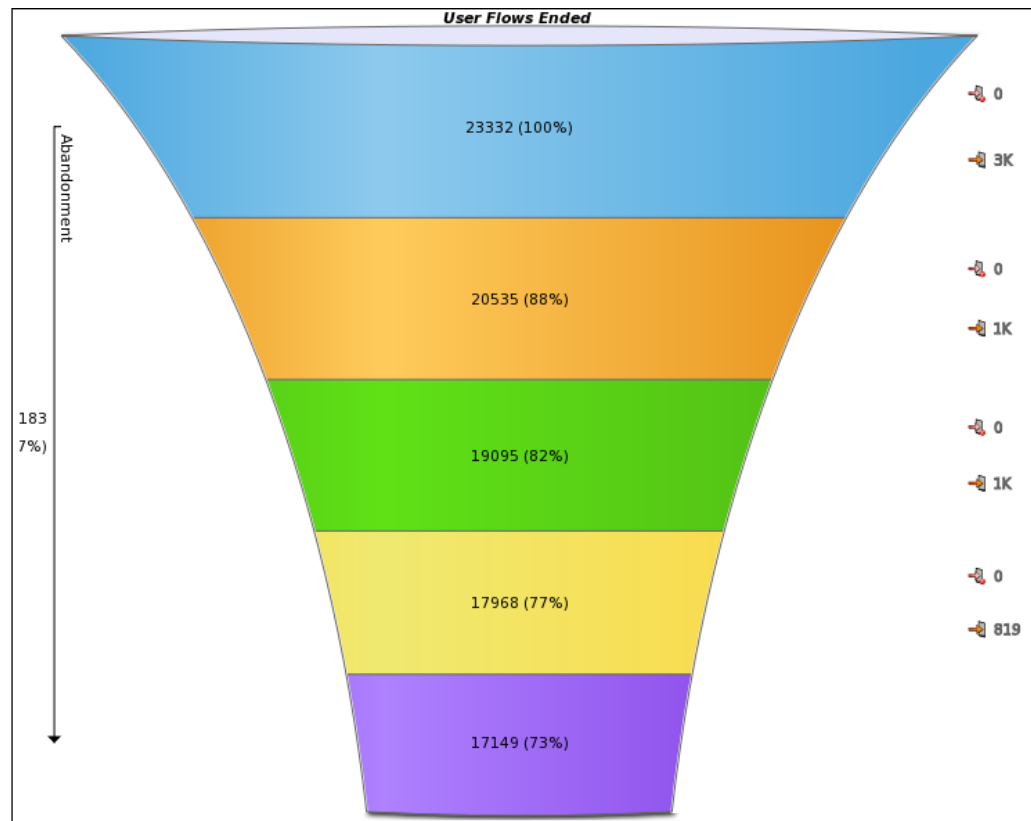 User Flows Ended
23332 (100%)
0
3K
Abandonment
20535 (88%)
0
1K
183
7%)
19095 (82%)
0
1K
17968 (77%)
0
819
17149 (73%)